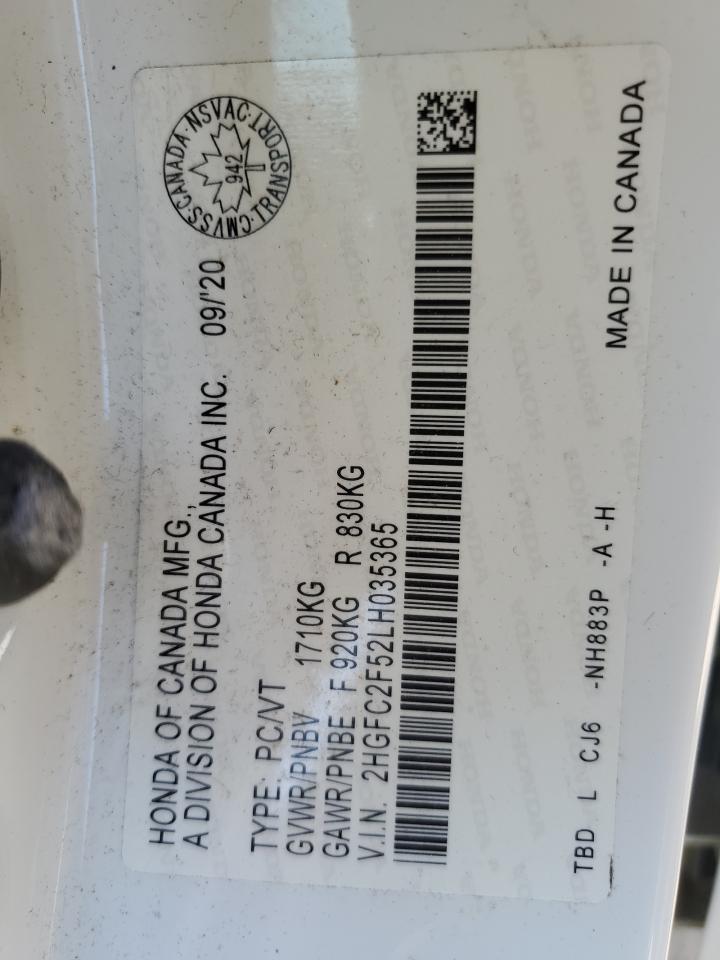 HONDA OF CANADA MFG.,
A DIVISION OF HONDA CANADA INC. 09/'20
CMVSS·CANADA·NSVAC·TRANSPORT
942
TYPE: PC/VT
GVWR/PNBV 1710KG
GAWR/PNBE F 920KG R 830KG
V.I.N. 2HGFC2F52LH035365
TBD L CJ6 -NH883P -A -H
MADE IN CANADA